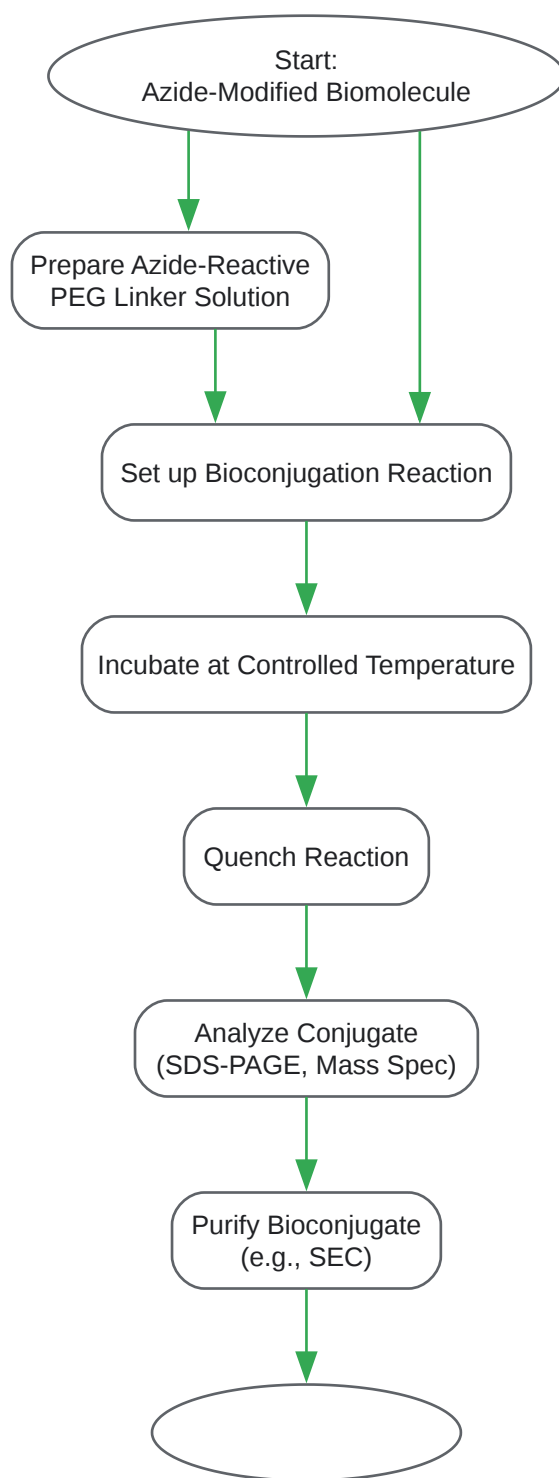 Start:
Azide-Modified Biomolecule
Prepare Azide-Reactive
PEG Linker Solution
Set up Bioconjugation Reaction
Incubate at Controlled Temperature
Quench Reaction
Analyze Conjugate
(SDS-PAGE, Mass Spec)
Purify Bioconjugate
(e.g., SEC)